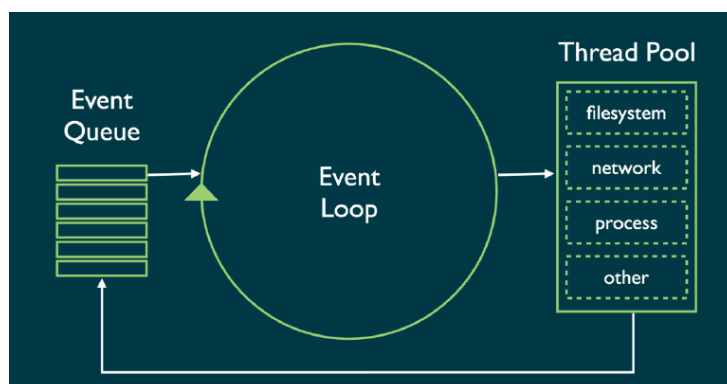 Event
Queue
Event
Loop
Thread Pool
filesystem
network
process
other